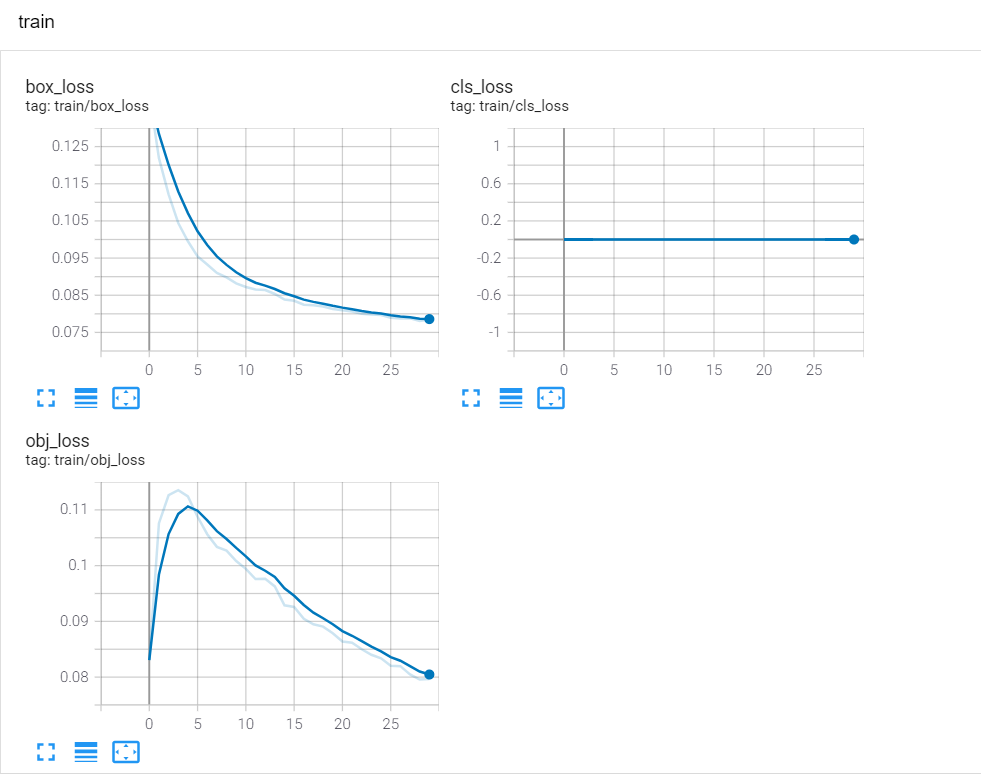 train
box_loss
tag: train/box_loss
0.125
0.115
0.105
0.095
0.085
0.075
0 5 10 15 20 25
cls_loss
tag: train/cls_loss
1
0.6
0.2
-0.2
-0.6
-1
0 5 10 15 20 25
obj_loss
tag: train/obj_loss
0.11
0.1
0.09
0.08
0 5 10 15 20 25